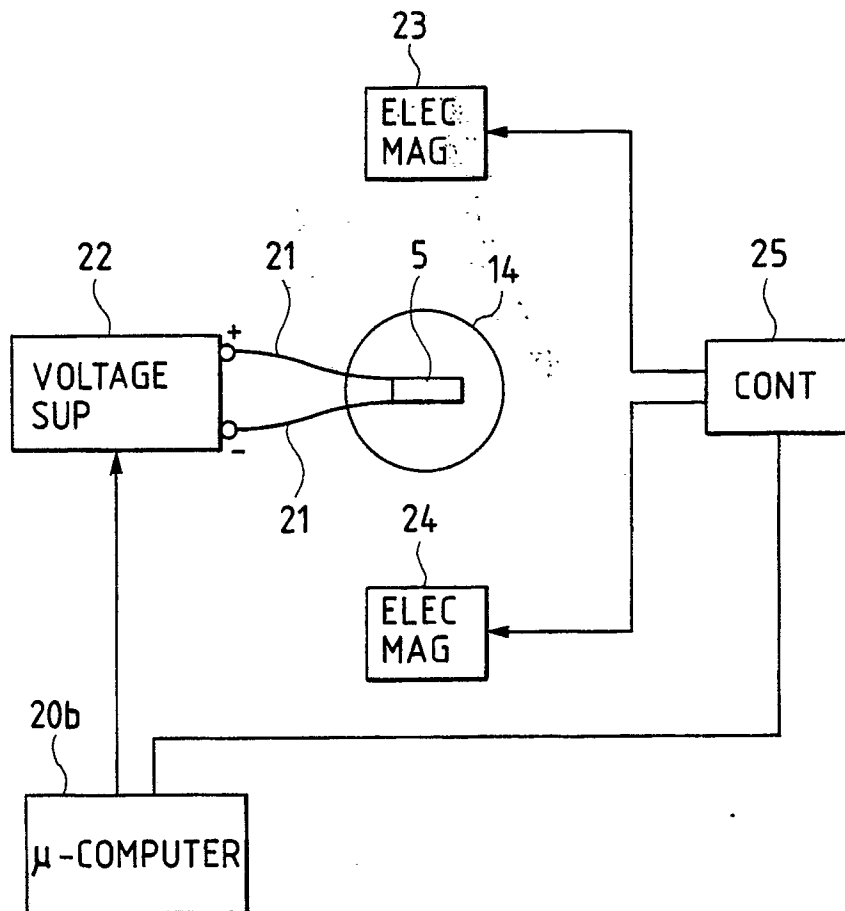 23
ELEC
MAG
22
21
5
14
25
+
VOLTAGE
SUP
CONT
-
21
24
ELEC
MAG
20b
μ-COMPUTER